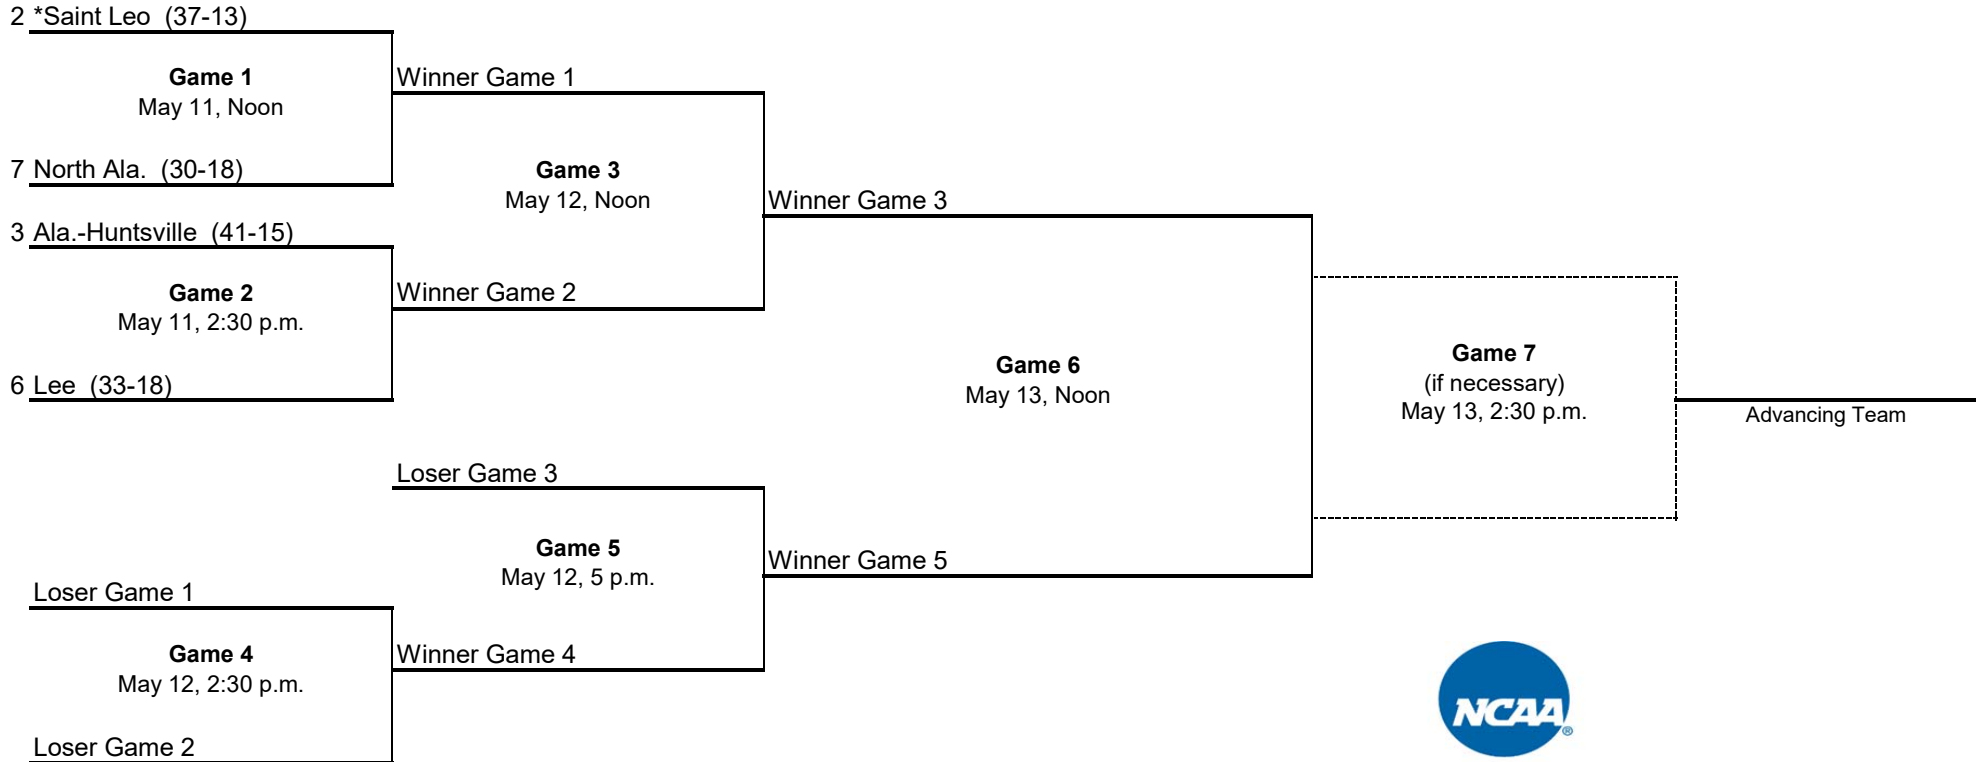 2 *Saint Leo (37-13)
Game 1
May 11, Noon
7 North Ala. (30-18)
Winner Game 1
Game 3
May 12, Noon
3 Ala.-Huntsville (41-15)
Game 2
May 11, 2:30 p.m.
6 Lee (33-18)
Winner Game 2
Winner Game 3
Game 6
May 13, Noon
Game 7
(if necessary)
May 13, 2:30 p.m.
Advancing Team
Loser Game 3
Game 5
May 12, 5 p.m.
Winner Game 5
Loser Game 1
Game 4
May 12, 2:30 p.m.
Loser Game 2
Winner Game 4
NCAA®